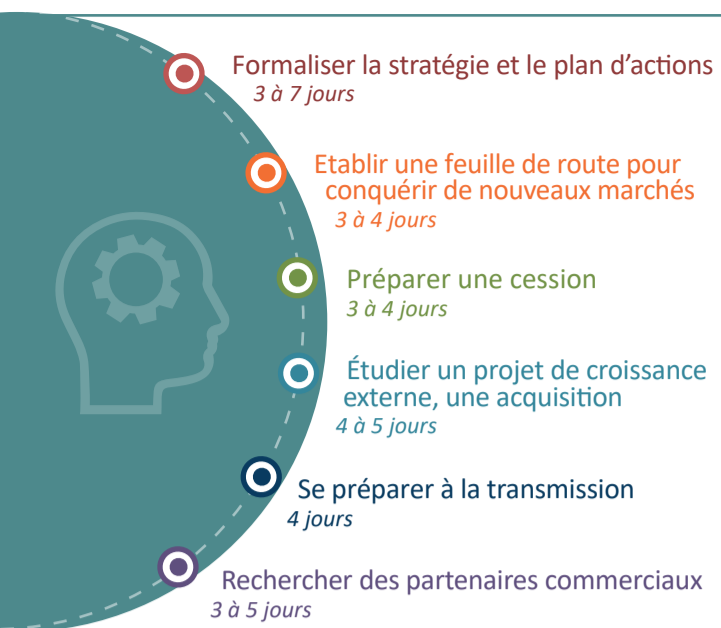 Formaliser la stratégie et le plan d’actions
3 à 7 jours
Etablir une feuille de route pour
conquérir de nouveaux marchés
3 à 4 jours
Préparer une cession
3 à 4 jours
Étudier un projet de croissance
externe, une acquisition
4 à 5 jours
Se préparer à la transmission
4 jours
Rechercher des partenaires commerciaux
3 à 5 jours